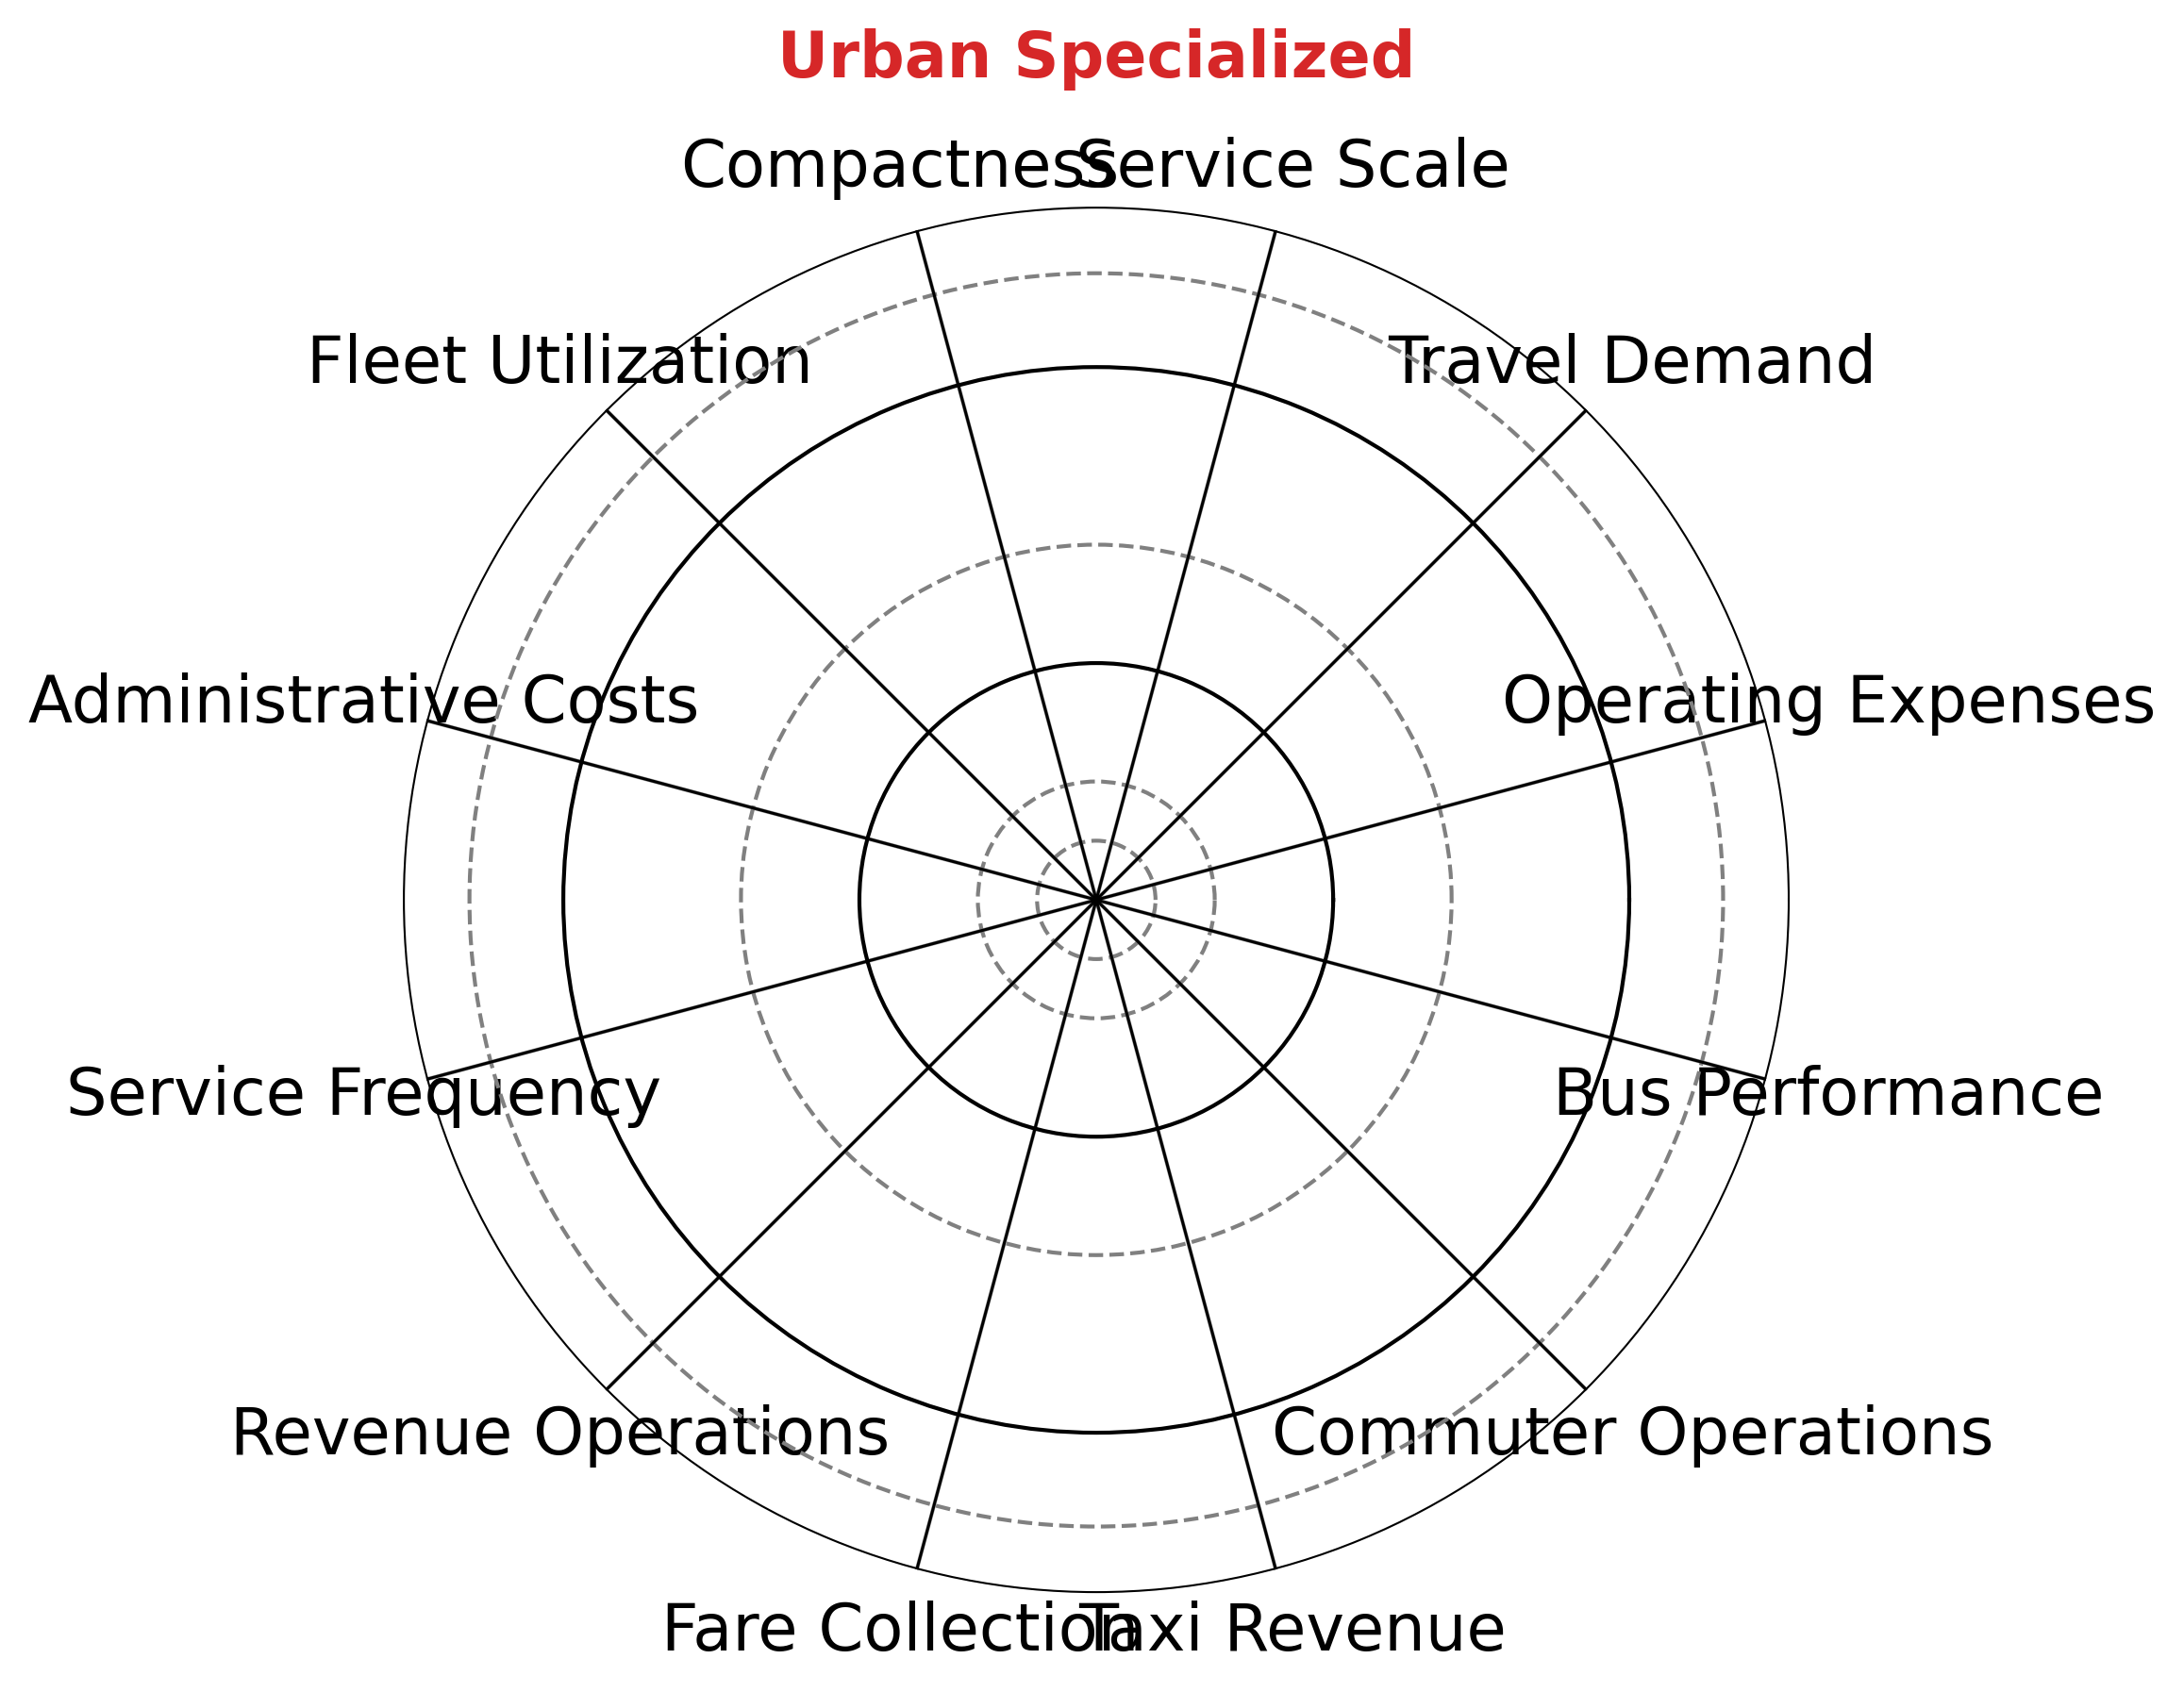 Urban Specialized
Compactness
Service Scale
Fleet Utilization
Travel Demand
Administrative Costs
Operating Expenses
Service Frequency
Bus Performance
Revenue Operations
Commuter Operations
Fare Collection
Taxi Revenue